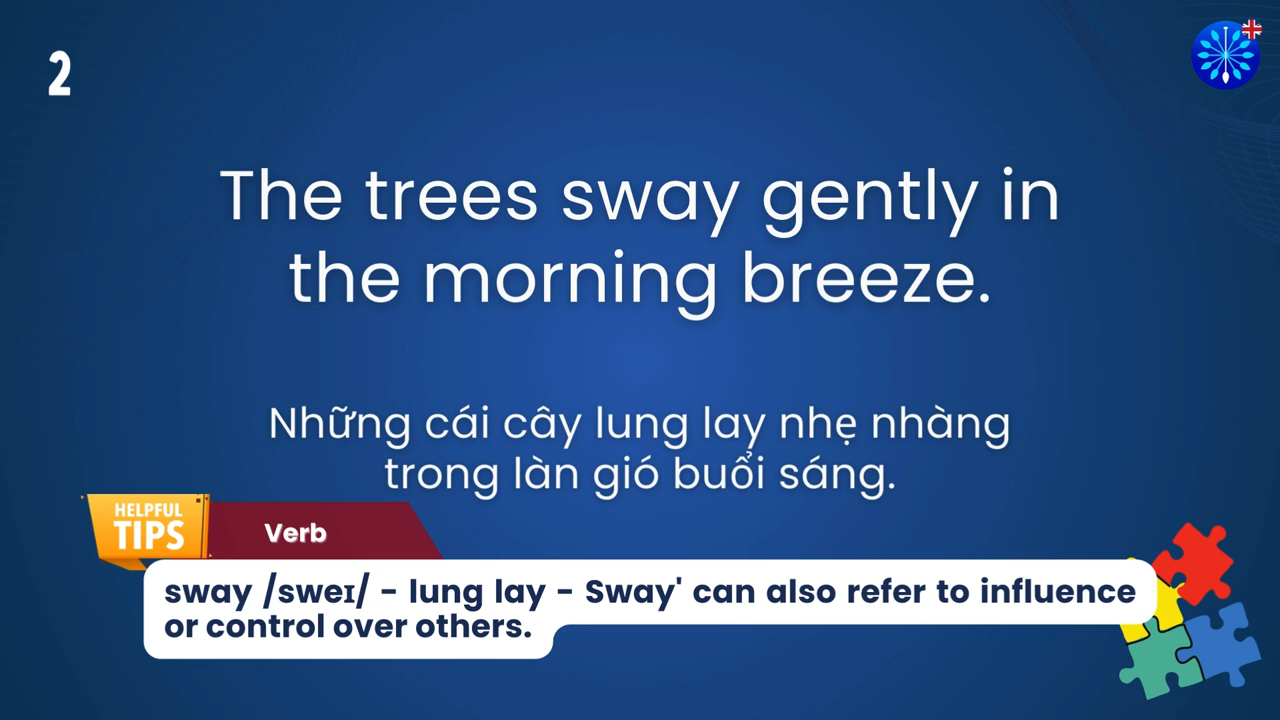 2
The trees sway gently in
the morning breeze.
Những cái cây lung lay nhẹ nhàng
trong làn gió buổi sáng.
HELPFUL
TIPS
Verb
sway /sweɪ/ - lung lay - Sway' can also refer to influence
or control over others.